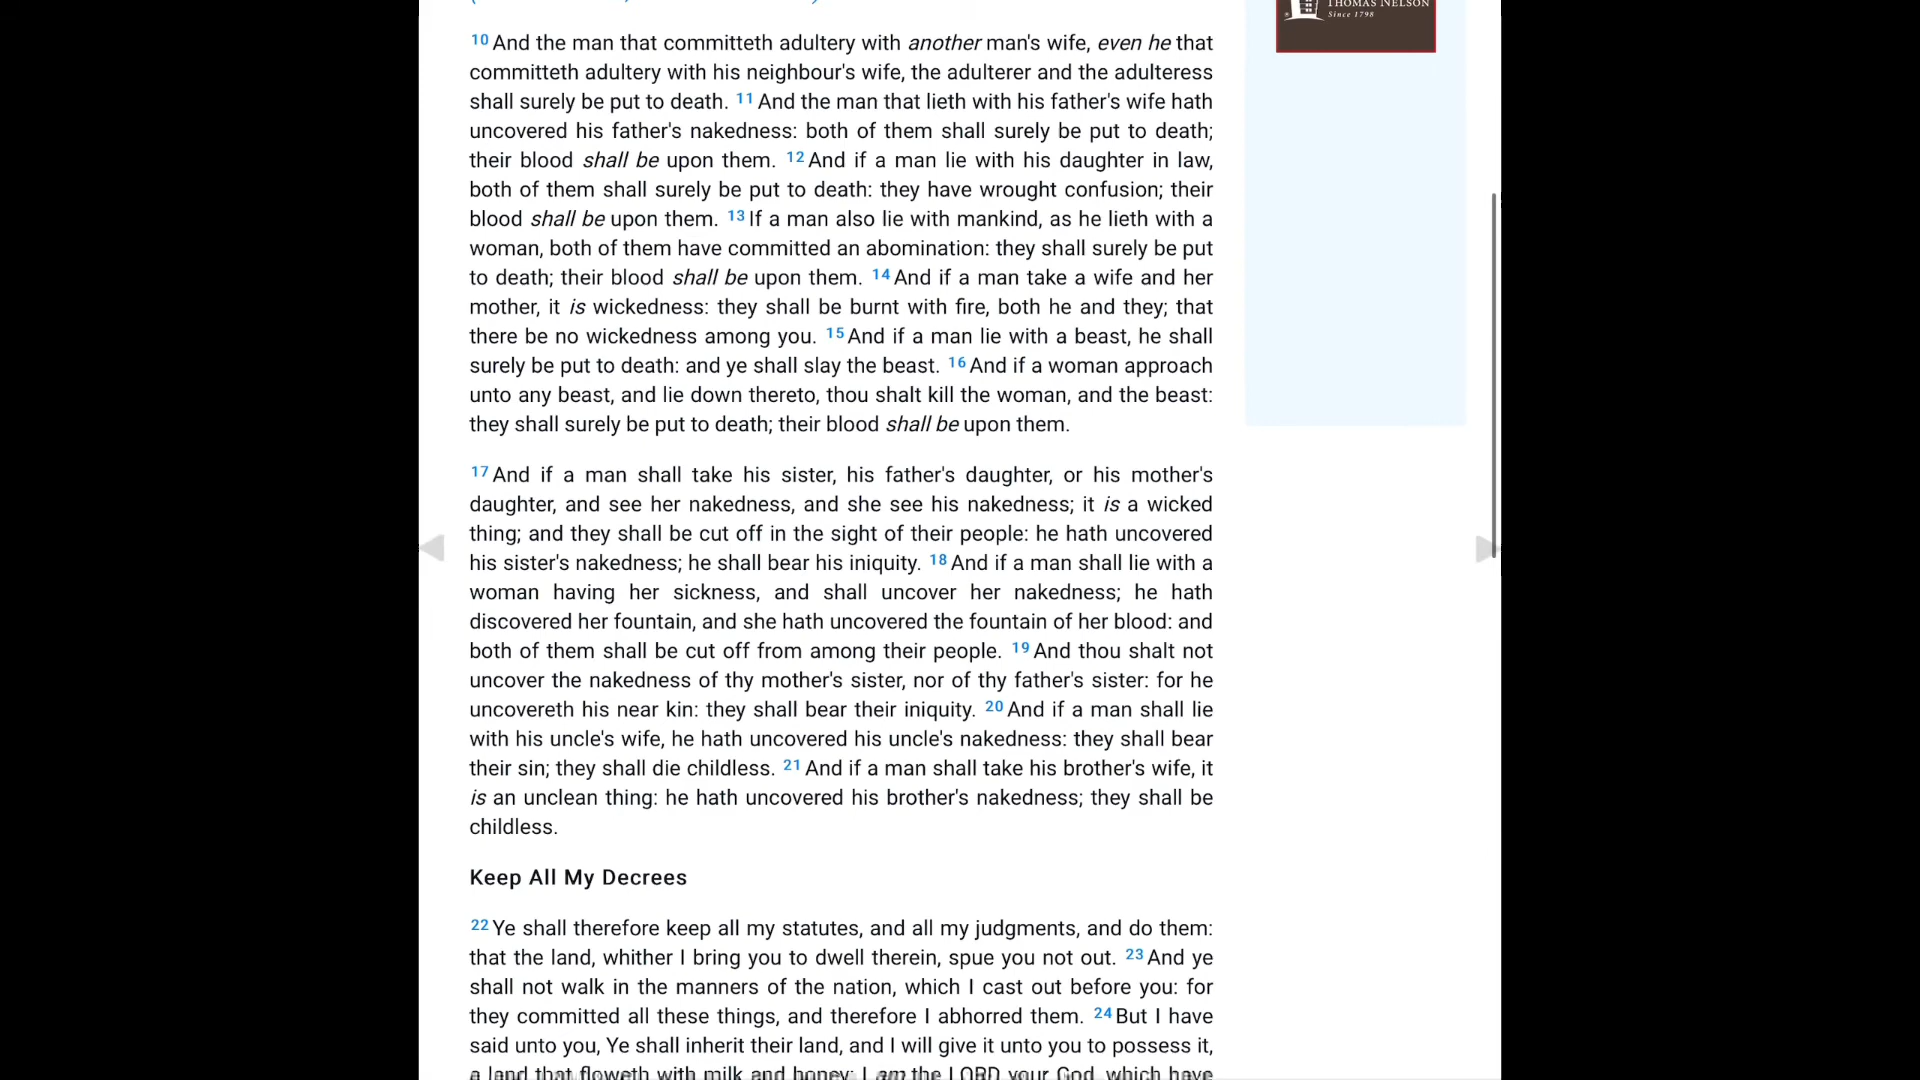 THOMAS NELSON
Since 1798
10 And the man that committeth adultery with another man's wife, even he that
committeth adultery with his neighbour's wife, the adulterer and the adulteress
shall surely be put to death. 11 And the man that lieth with his father's wife hath
uncovered his father's nakedness: both of them shall surely be put to death;
their blood shall be upon them. 12 And if a man lie with his daughter in law,
both of them shall surely be put to death: they have wrought confusion; their
blood shall be upon them. 13 If a man also lie with mankind, as he lieth with a
woman, both of them have committed an abomination: they shall surely be put
to death; their blood shall be upon them. 14 And if a man take a wife and her
mother, it is wickedness: they shall be burnt with fire, both he and they; that
there be no wickedness among you. 15 And if a man lie with a beast, he shall
surely be put to death: and ye shall slay the beast. 16 And if a woman approach
unto any beast, and lie down thereto, thou shalt kill the woman, and the beast:
they shall surely be put to death; their blood shall be upon them.
17 And if a man shall take his sister, his father's daughter, or his mother's
daughter, and see her nakedness, and she see his nakedness; it is a wicked
thing; and they shall be cut off in the sight of their people: he hath uncovered
his sister's nakedness; he shall bear his iniquity. 18 And if a man shall lie with a
woman having her sickness, and shall uncover her nakedness; he hath
discovered her fountain, and she hath uncovered the fountain of her blood: and
both of them shall be cut off from among their people. 19 And thou shalt not
uncover the nakedness of thy mother's sister, nor of thy father's sister: for he
uncovereth his near kin: they shall bear their iniquity. 20 And if a man shall lie
with his uncle's wife, he hath uncovered his uncle's nakedness: they shall bear
their sin; they shall die childless. 21 And if a man shall take his brother's wife, it
is an unclean thing: he hath uncovered his brother's nakedness; they shall be
childless.
Keep All My Decrees
22 Ye shall therefore keep all my statutes, and all my judgments, and do them:
that the land, whither I bring you to dwell therein, spue you not out. 23 And ye
shall not walk in the manners of the nation, which I cast out before you: for
they committed all these things, and therefore I abhorred them. 24 But I have
said unto you, Ye shall inherit their land, and I will give it unto you to possess it,
a land that floweth with milk and honey: I am the LORD your God, which have